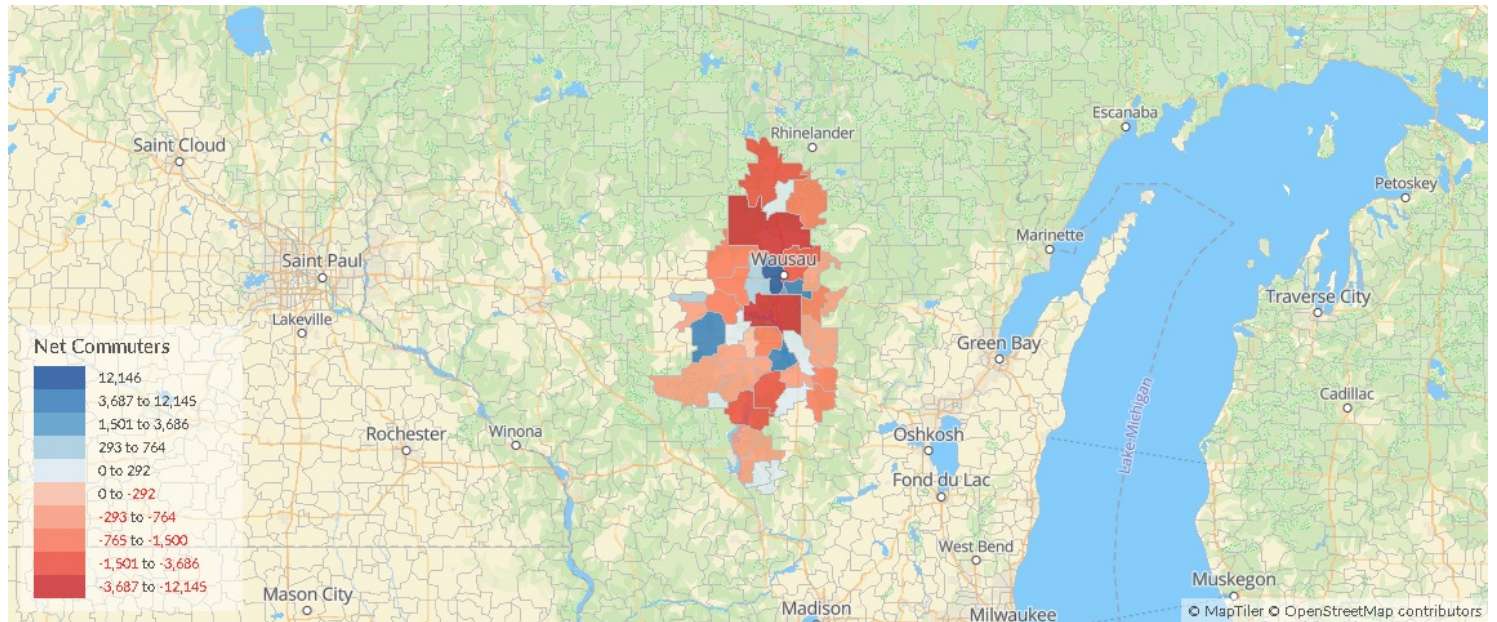 Escanaba
Rhinelander
Saint Cloud
Petoskey
Marinette
Wausau
Saint Paul
Traverse City
Lakeville
Green Bay
Lake Michigan
Cadillac
Rochester
Winona
Oshkosh
Fond du Lac
West Bend
Muskegon
Mason City
Madison
Milwaukee
Net Commuters
12,146
3,687 to 12,145
1,501 to 3,686
293 to 764
0 to 292
0 to -292
-293 to -764
-765 to -1,500
-1,501 to -3,686
-3,687 to -12,145
© MapTiler © OpenStreetMap contributors